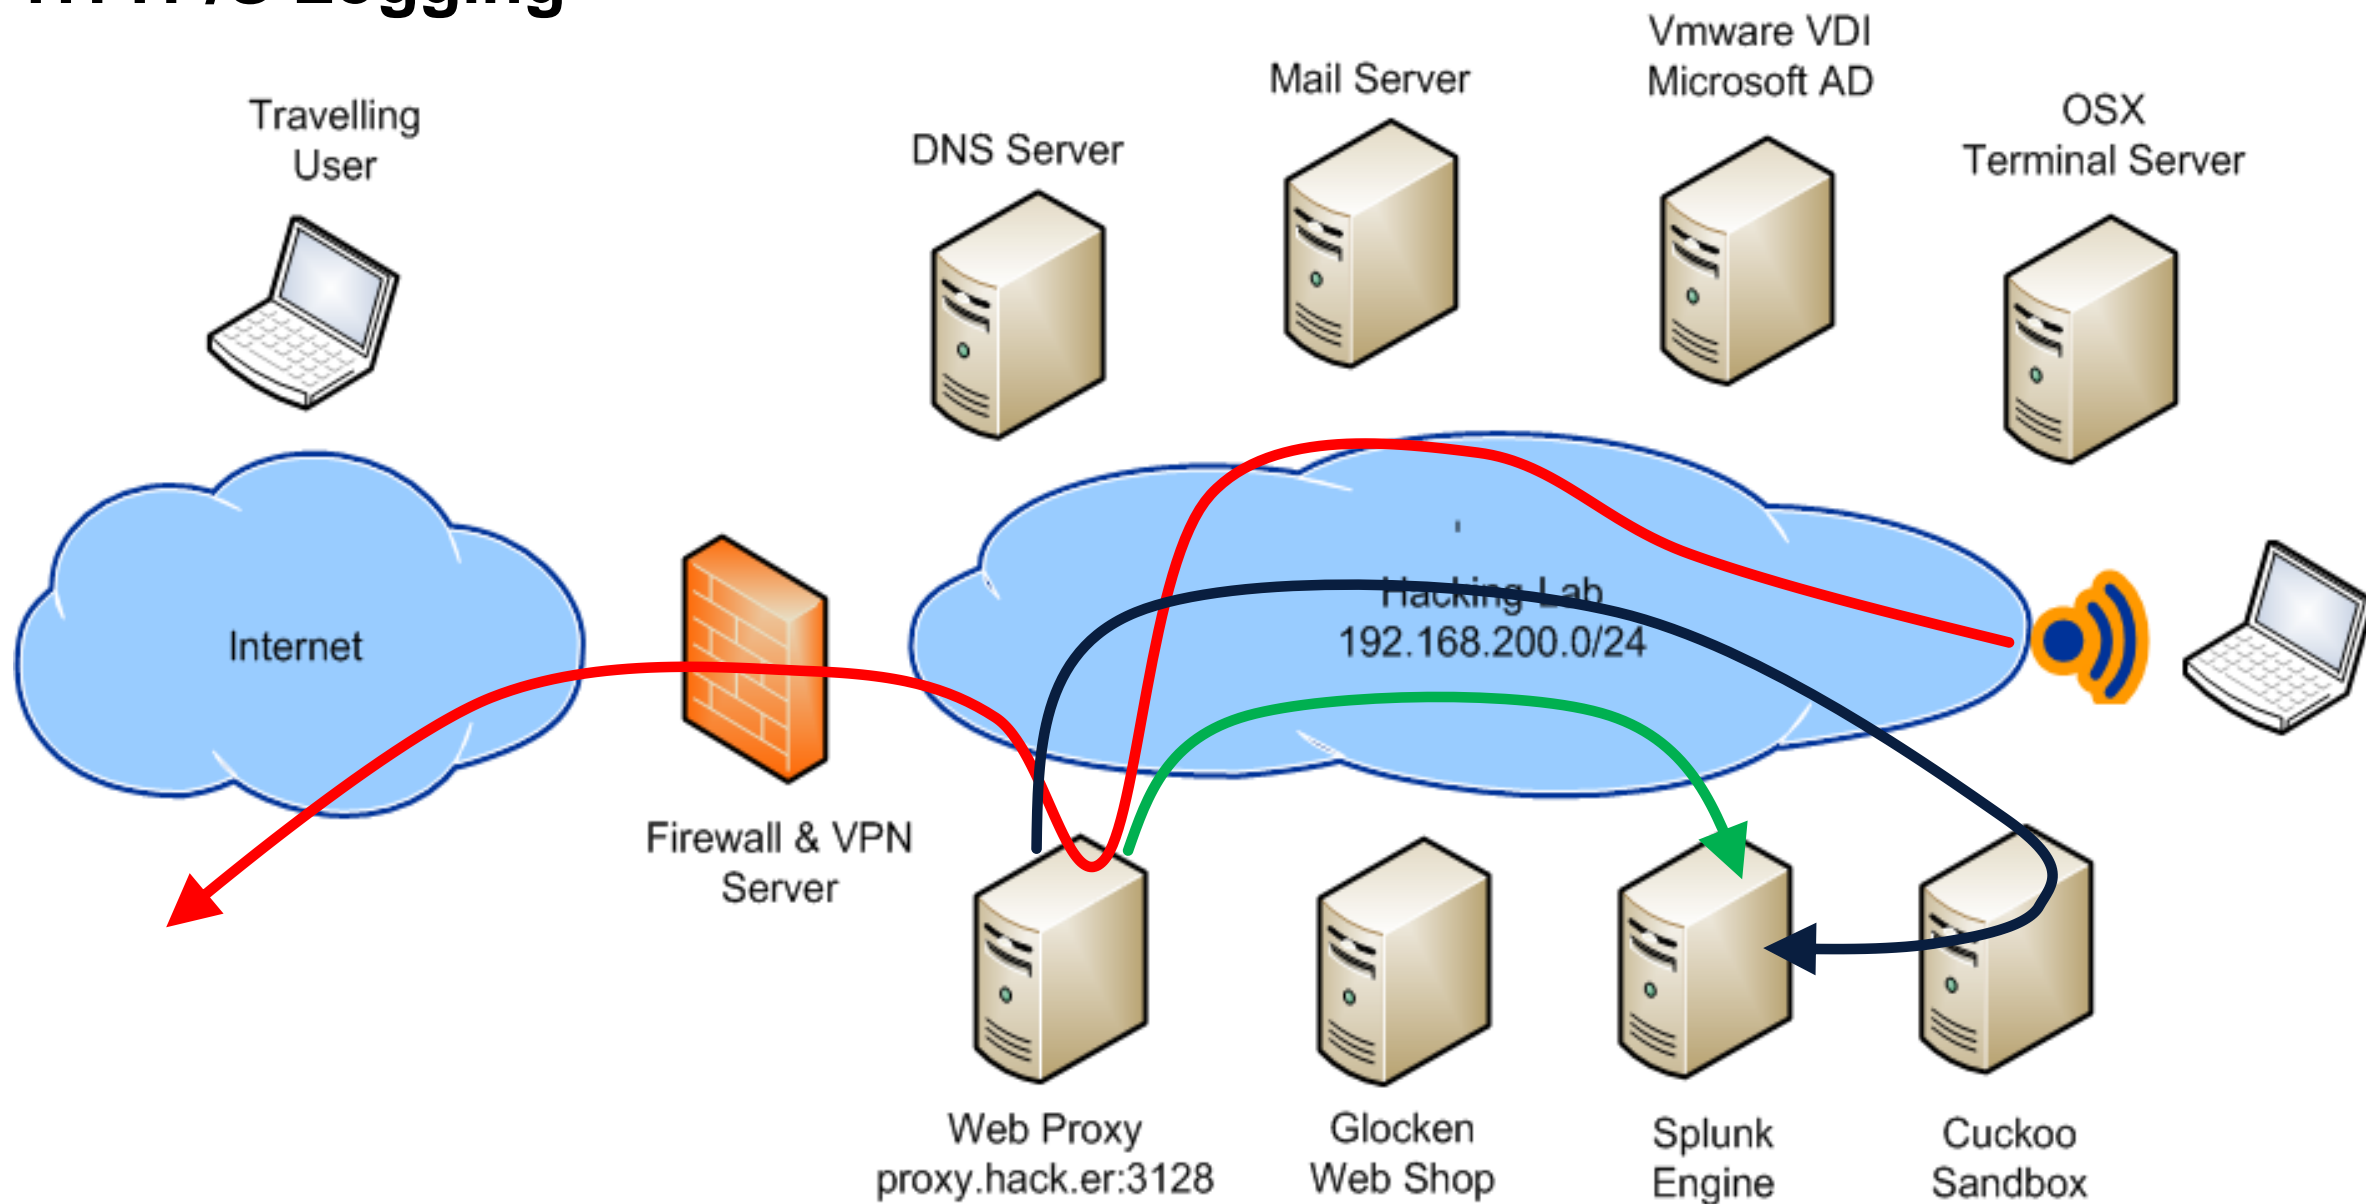 Logging
Vmware VDI
Microsoft AD
Mail Server
OSX
Terminal Server
Travelling
User
DNS Server
Hacking-Lab
192.168.200.0/24
Internet
Firewall & VPN
Server
Web Proxy
proxy.hack.er:3128
Glocken
Web Shop
Splunk
Engine
Cuckoo
Sandbox